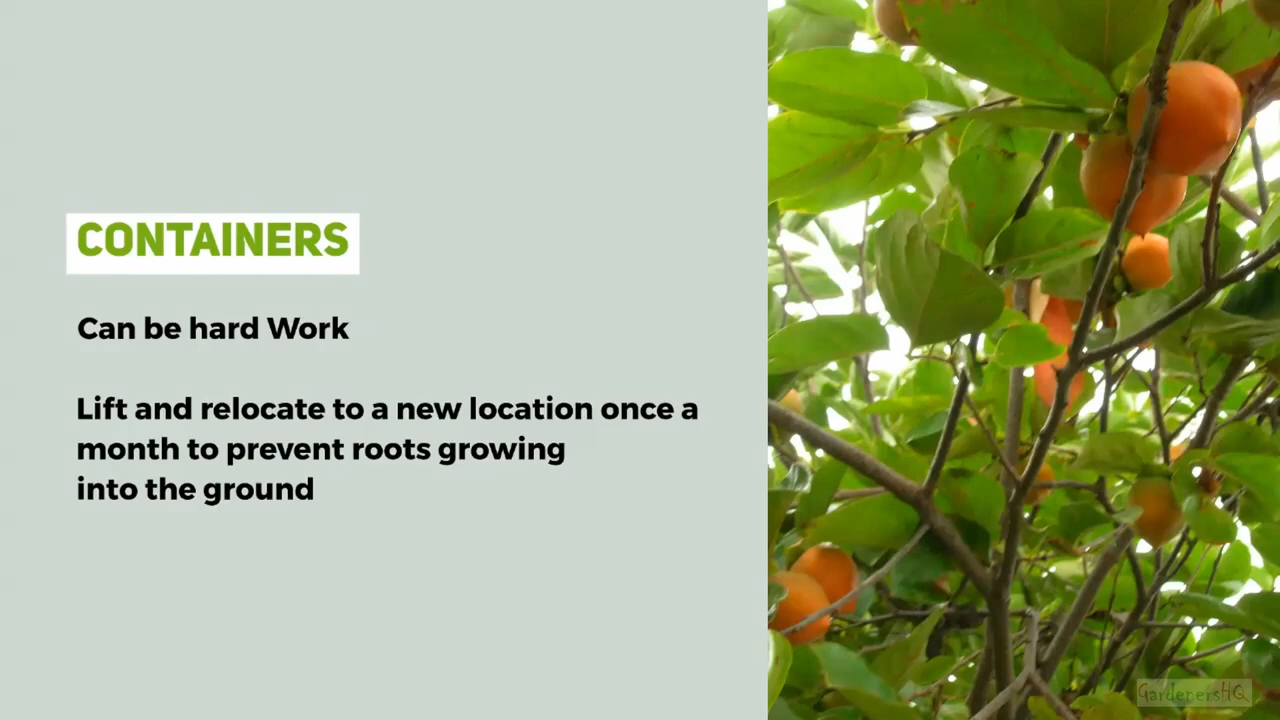 CONTAINERS
Can be hard Work
Lift and relocate to a new location once a
month to prevent roots growing
into the ground
GardenersHQ